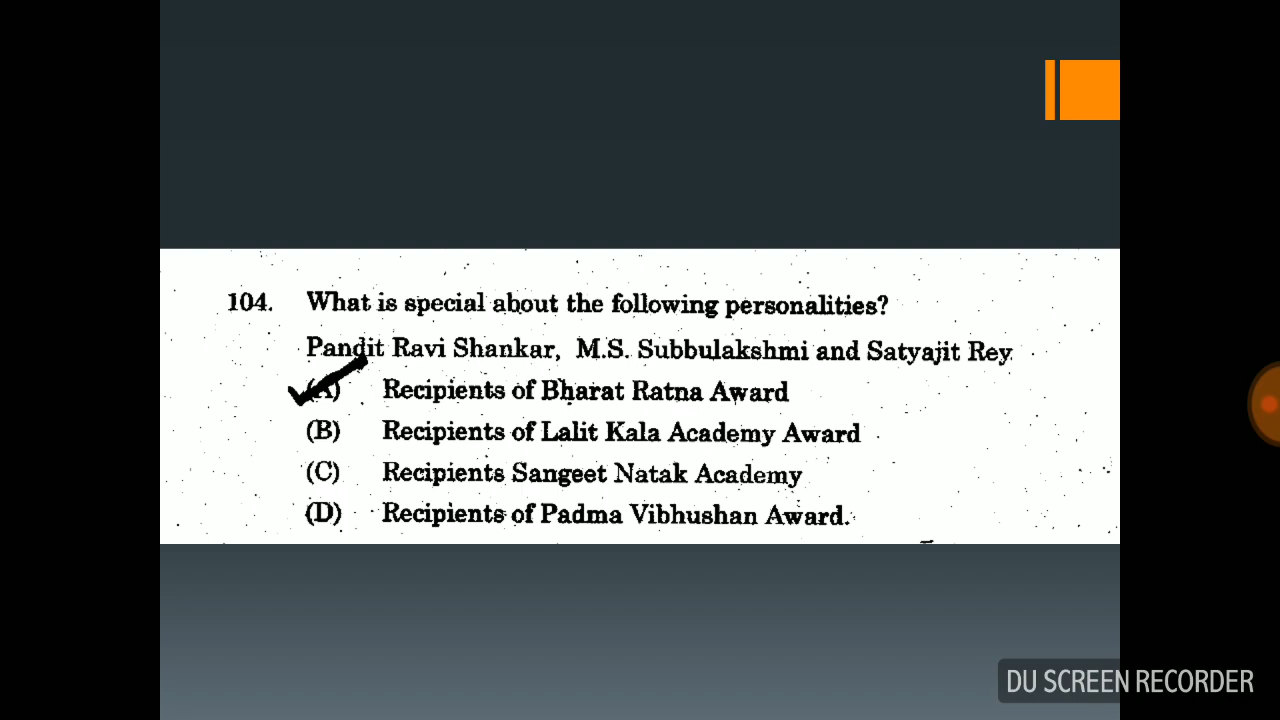 104. What is special about the following personalities?
Pandit Ravi Shankar, M.S. Subbulakshmi and Satyajit Rey
(A) Recipients of Bharat Ratna Award
(B) Recipients of Lalit Kala Academy Award
(C) Recipients Sangeet Natak Academy
(D) Recipients of Padma Vibhushan Award.
DU SCREEN RECORDER